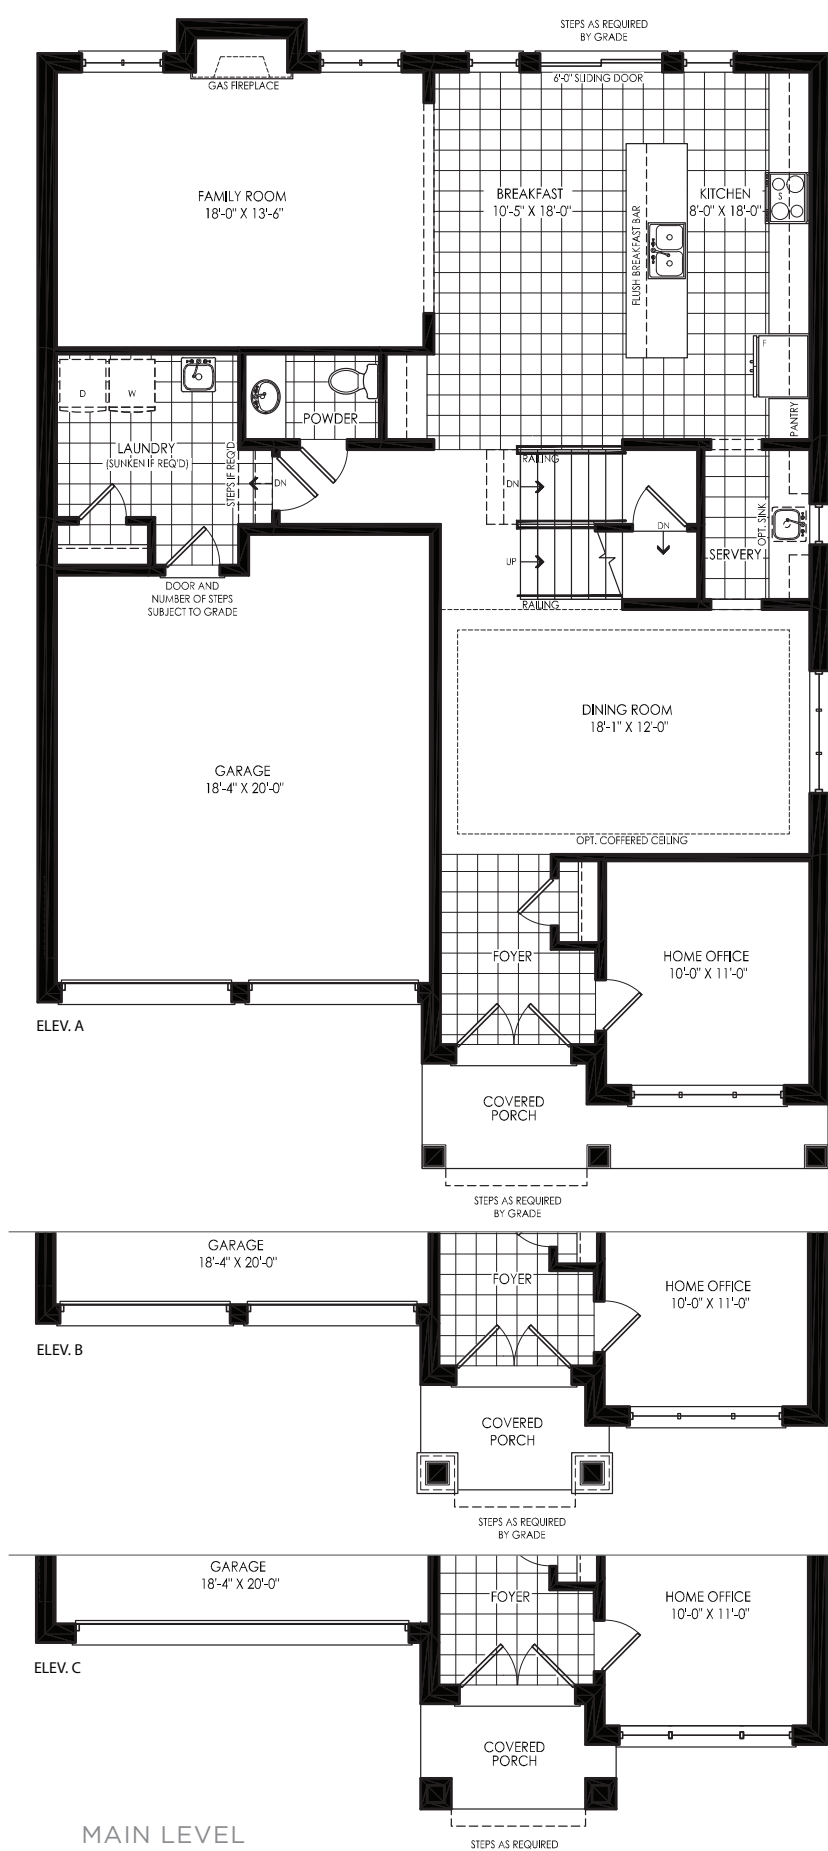 STEPS AS REQUIRED
BY GRADE
6'-0" SLIDING DOOR
GAS FIREPLACE
FAMILY ROOM
18'-0" X 13'-6"
BREAKFAST
10'-5" X 18'-0"
KITCHEN
8'-0" X 18'-0"
S
FLUSH BREAKFAST BAR
F
PANTRY
D
W
POWDER
LAUNDRY
(SUNKEN IF REQ'D)
STEPS IF REQ'D
DN
RAILING
DN
DN
OPT. SINK
SERVERY
UP
RAILING
DOOR AND
NUMBER OF STEPS
SUBJECT TO GRADE
DINING ROOM
18'-1" X 12'-0"
GARAGE
18'-4" X 20'-0"
OPT. COFFERED CEILING
FOYER
HOME OFFICE
10'-0" X 11'-0"
ELEV. A
COVERED
PORCH
STEPS AS REQUIRED
BY GRADE
GARAGE
18'-4" X 20'-0"
FOYER
HOME OFFICE
10'-0" X 11'-0"
ELEV. B
COVERED
PORCH
STEPS AS REQUIRED
BY GRADE
GARAGE
18'-4" X 20'-0"
FOYER
HOME OFFICE
10'-0" X 11'-0"
ELEV. C
COVERED
PORCH
MAIN LEVEL
STEPS AS REQUIRED